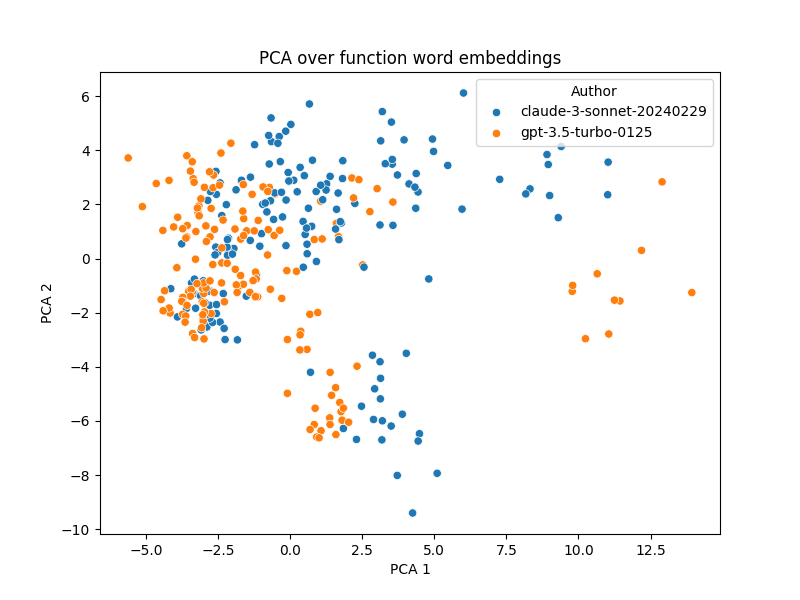 PCA over function word embeddings
Author
claude-3-sonnet-20240229
gpt-3.5-turbo-0125
6
4
2
0
−2
−4
−6
−8
−10
PCA 2
−5.0 −2.5 0.0 2.5 5.0 7.5 10.0 12.5
PCA 1